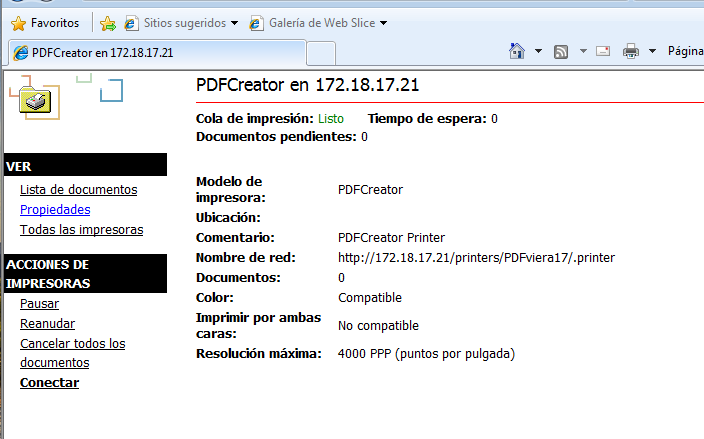 Favoritos Sitios sugeridos Galería de Web Slice
PDFCreator en 172.18.17.21 Página
PDFCreator en 172.18.17.21
Cola de impresión: Listo Tiempo de espera: 0
Documentos pendientes: 0
VER
Lista de documentos
Propiedades
Todas las impresoras
ACCIONES DE
IMPRESORAS
Pausar
Reanudar
Cancelar todos los
documentos
Conectar
Modelo de
impresora: PDFCreator
Ubicación:
Comentario: PDFCreator Printer
Nombre de red: http://172.18.17.21/printers/PDFviera17/.printer
Documentos: 0
Color: Compatible
Imprimir por ambas
caras: No compatible
Resolución máxima: 4000 PPP (puntos por pulgada)